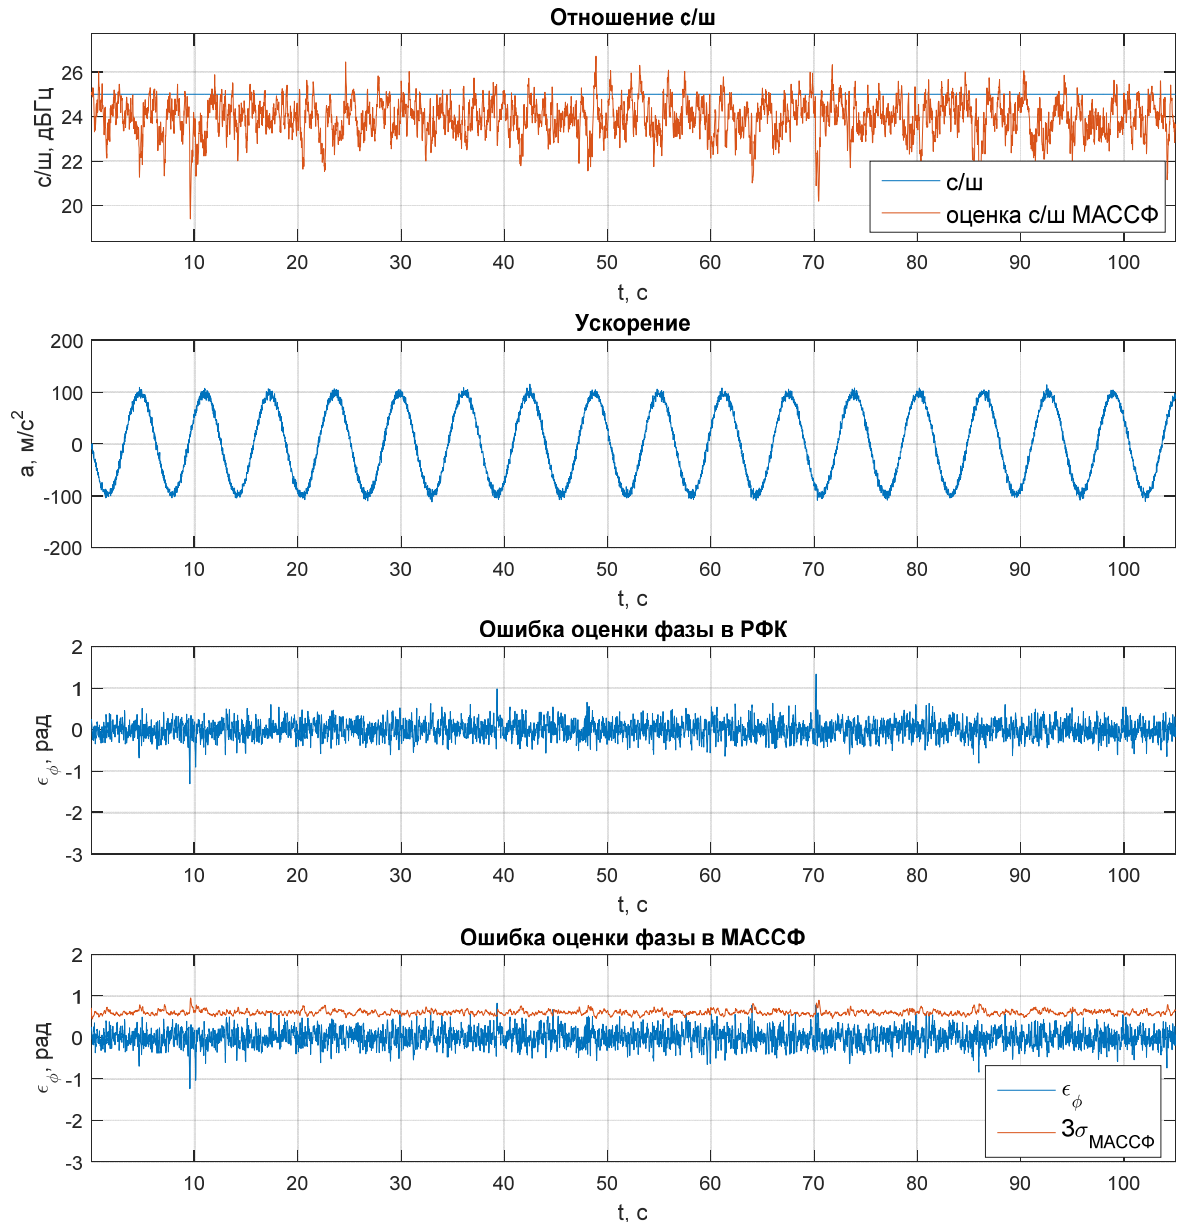 Отношение с/ш
с/ш, дБГц
26
24
22
20
с/ш
оценка с/ш МАССФ
10 20 30 40 50 60 70 80 90 100
t, с
Ускорение
а, м/с²
200
100
0
-100
-200
10 20 30 40 50 60 70 80 90 100
t, с
Ошибка оценки фазы в РФК
ϵ_ϕ, рад
2
1
0
-1
-2
-3
10 20 30 40 50 60 70 80 90 100
t, с
Ошибка оценки фазы в МАССФ
ϵ_ϕ, рад
2
1
0
-1
-2
-3
ϵ_ϕ
3σ_МАССФ
10 20 30 40 50 60 70 80 90 100
t, с